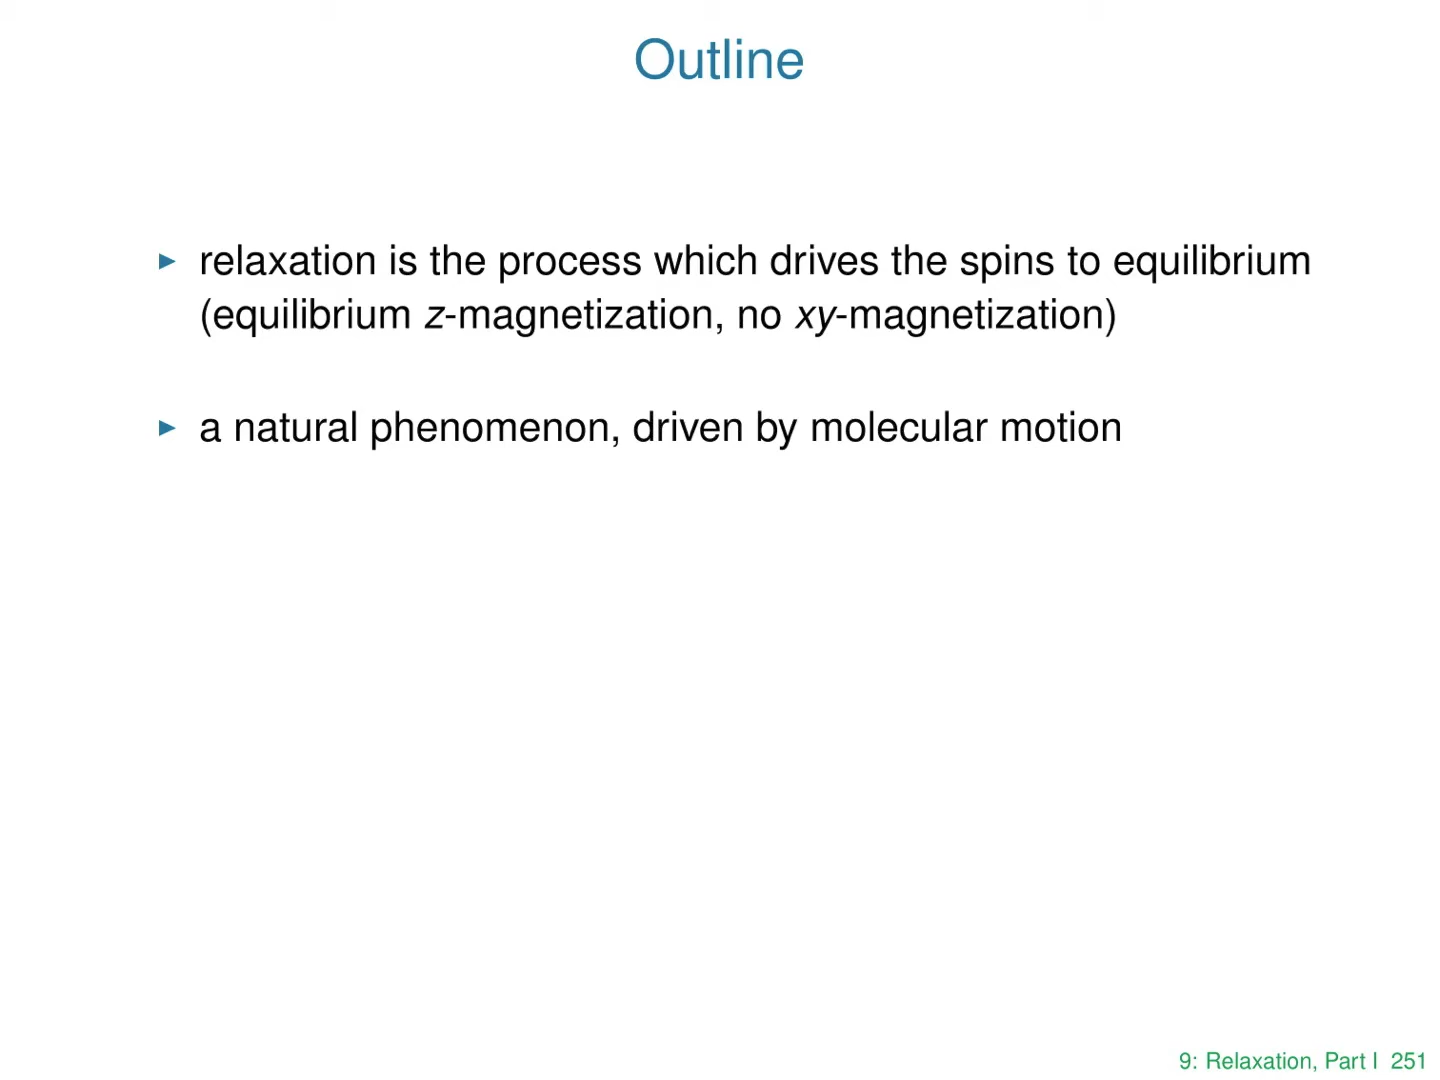 Outline
▶ relaxation is the process which drives the spins to equilibrium
(equilibrium z-magnetization, no xy-magnetization)
▶ a natural phenomenon, driven by molecular motion
9: Relaxation, Part I 251